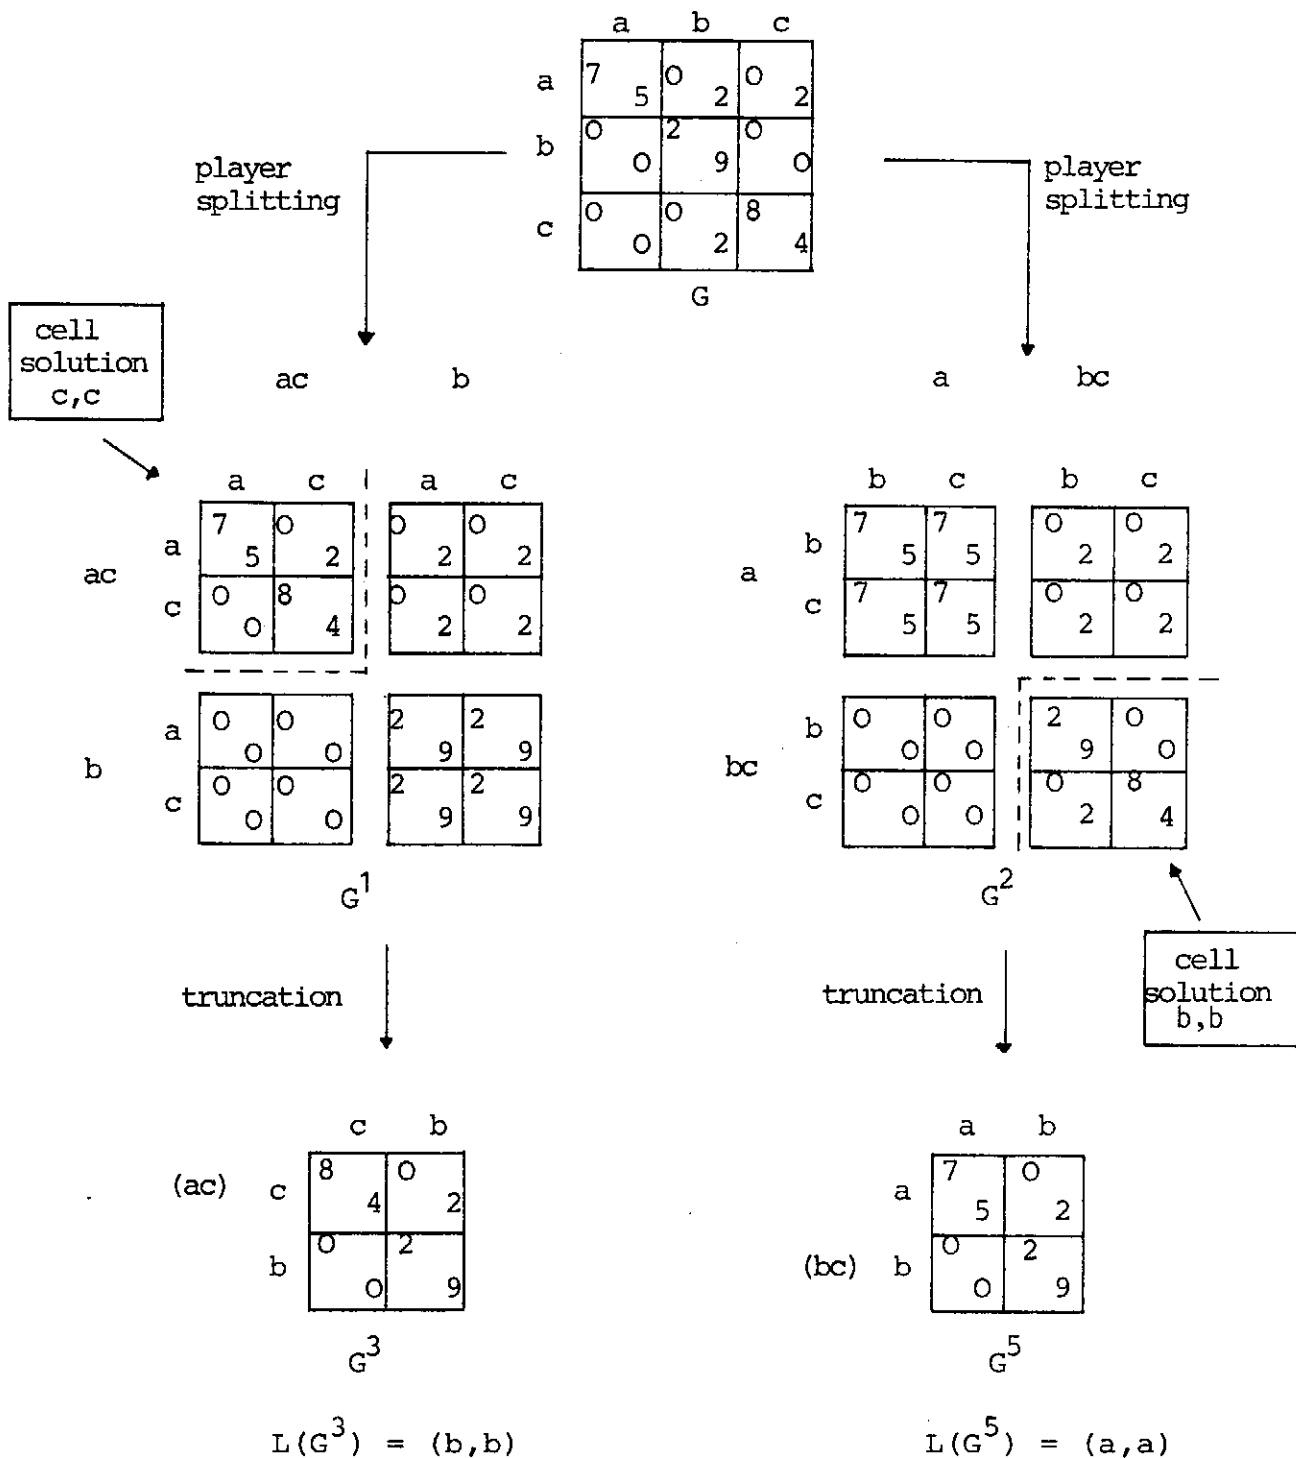 a b c
a 7 5 0 2 0 2
b 0 0 2 9 0 0
c 0 0 0 2 8 4
G
player
splitting
player
splitting
cell
solution
c,c
ac b
a c a c
ac
a 7 5 0 2 0 2 0 2
c 0 0 8 4 0 2 0 2
b
a 0 0 0 0 2 9 2 9
c 0 0 0 0 2 9 2 9
G^1
a bc
b c b c
a
b 7 5 7 5 0 2 0 2
c 7 5 7 5 0 2 0 2
bc
b 0 0 0 0 2 9 0 0
c 0 0 0 0 0 2 8 4
G^2
cell
solution
b,b
truncation
truncation
c b
(ac) c 8 4 0 2
b 0 0 2 9
G^3
L(G^3) = (b,b)
a b
a 7 5 0 2
(bc) b 0 0 2 9
G^5
L(G^5) = (a,a)